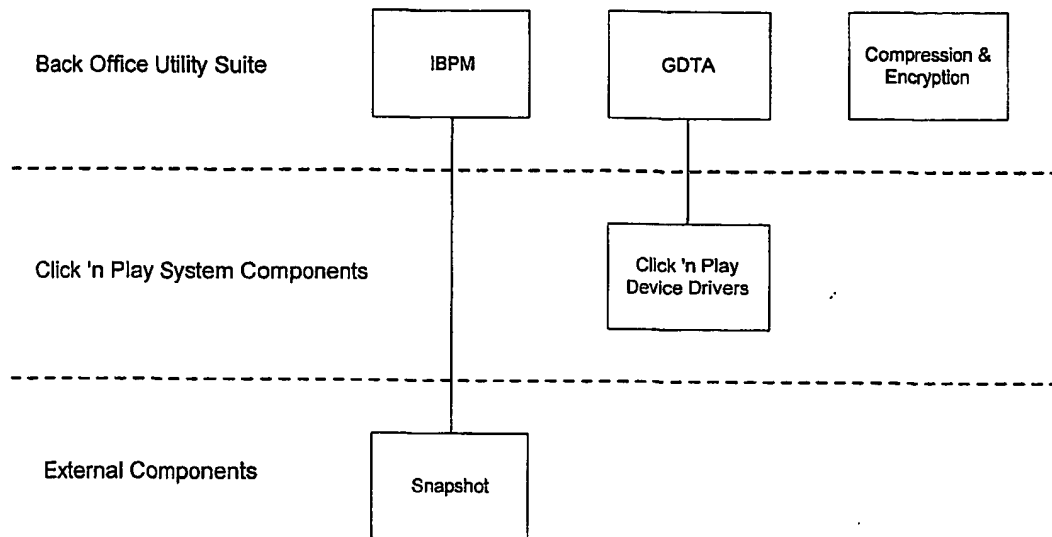 Back Office Utility Suite
IBPM
GDTA
Compression &
Encryption
Click 'n Play System Components
Click 'n Play
Device Drivers
External Components
Snapshot